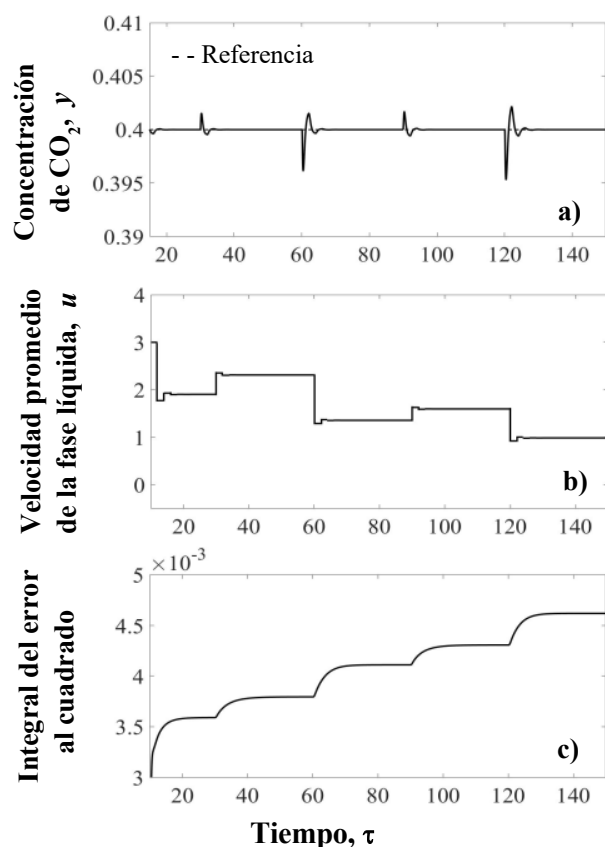 Concentración
de CO₂, y
0.41
0.405
0.4
0.395
0.39
- - Referencia
a)
20 40 60 80 100 120 140
Velocidad promedio
de la fase líquida, u
4
3
2
1
0
b)
20 40 60 80 100 120 140
Integral del error
al cuadrado
×10⁻³
5
4.5
4
3.5
3
c)
20 40 60 80 100 120 140
Tiempo, τ